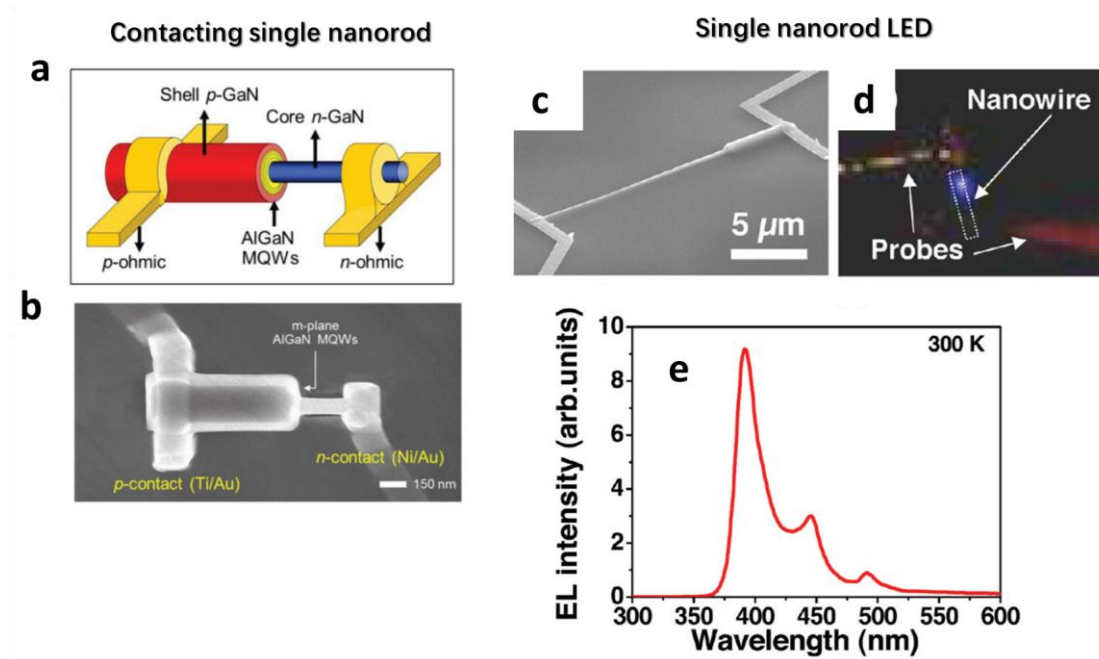 Contacting single nanorod
Single nanorod LED
a
Shell p-GaN
Core n-GaN
AlGaN
MQWs
p-ohmic
n-ohmic
b
m-plane
AlGaN MQWs
n-contact (Ni/Au)
p-contact (Ti/Au)
150 nm
c
5 µm
d
Nanowire
Probes
e
300 K
EL intensity (arb.units)
10
8
6
4
2
0
300 350 400 450 500 550 600
Wavelength (nm)